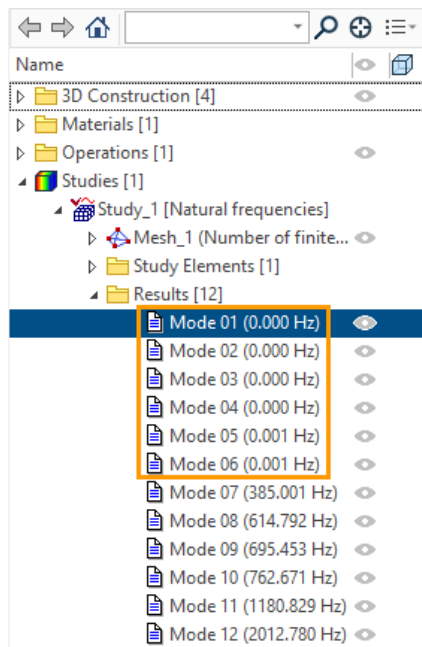 Name
3D Construction [4]
Materials [1]
Operations [1]
Studies [1]
Study_1 [Natural frequencies]
Mesh_1 (Number of finite...
Study Elements [1]
Results [12]
Mode 01 (0.000 Hz)
Mode 02 (0.000 Hz)
Mode 03 (0.000 Hz)
Mode 04 (0.000 Hz)
Mode 05 (0.001 Hz)
Mode 06 (0.001 Hz)
Mode 07 (385.001 Hz)
Mode 08 (614.792 Hz)
Mode 09 (695.453 Hz)
Mode 10 (762.671 Hz)
Mode 11 (1180.829 Hz)
Mode 12 (2012.780 Hz)